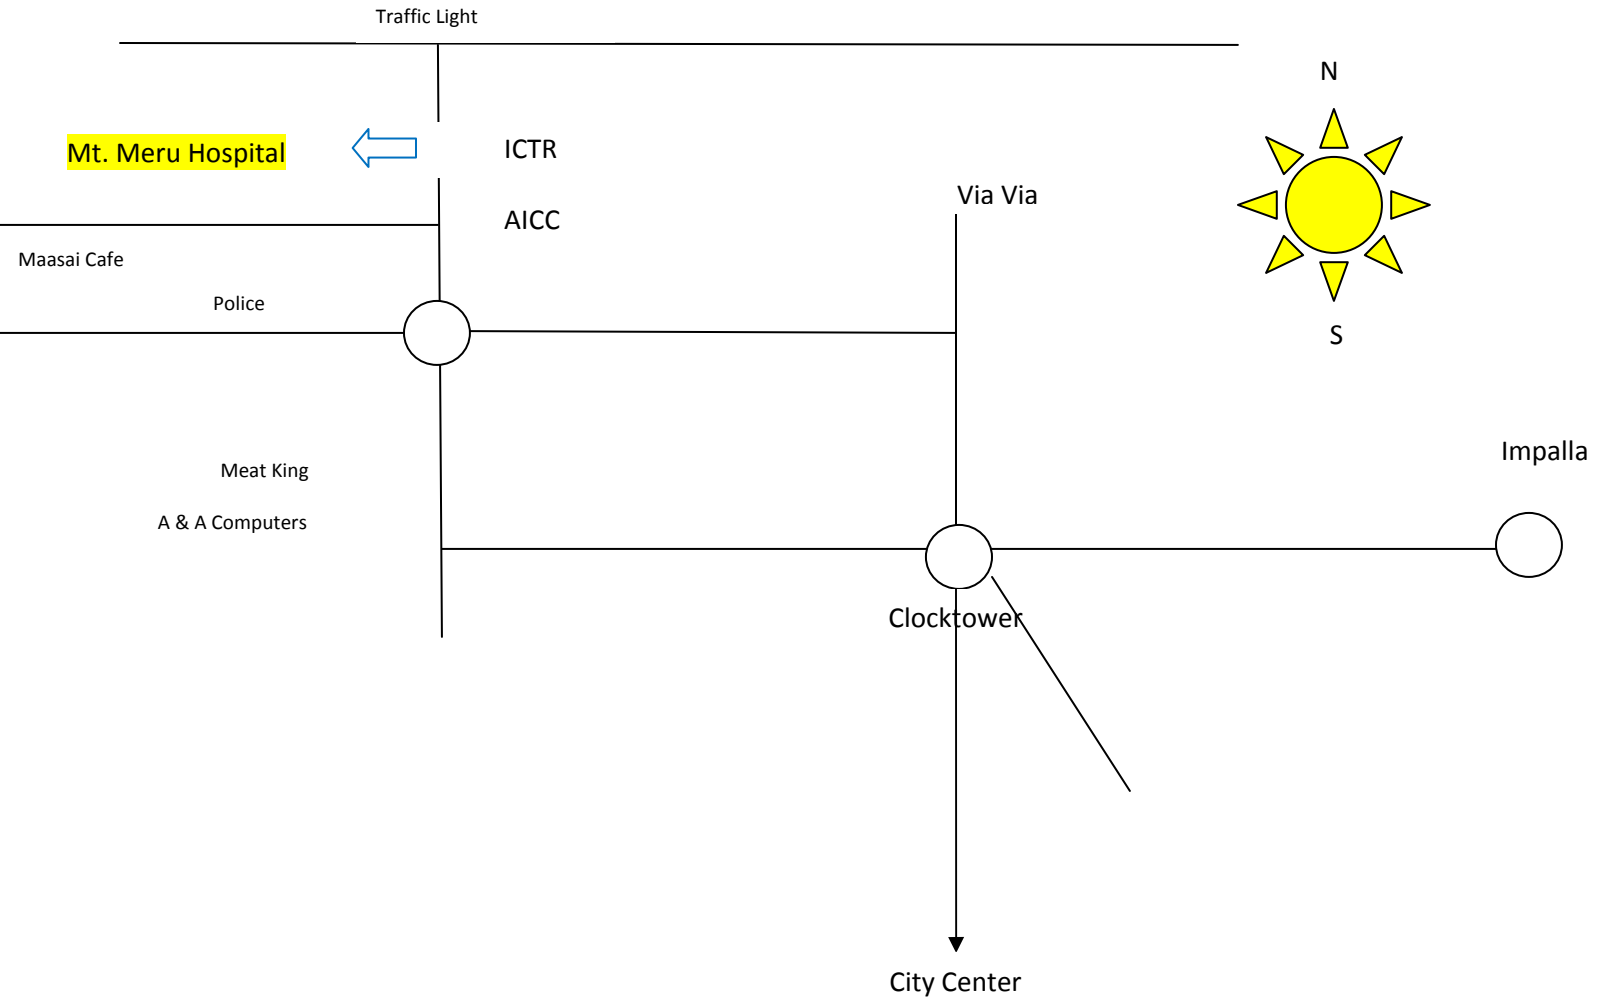 Traffic Light
N
Mt. Meru Hospital
ICTR
Via Via
AICC
Maasai Cafe
Police
S
Impalla
Meat King
A & A Computers
Clocktower
City Center